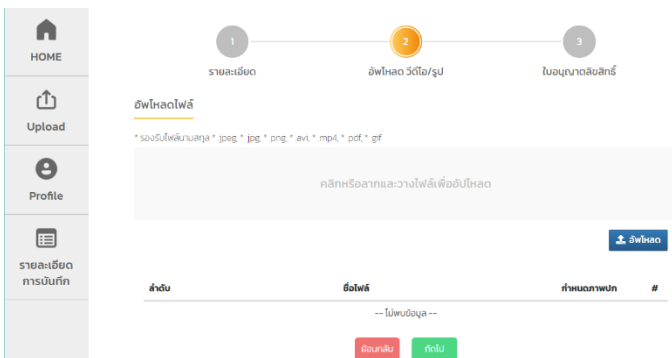 HOME
Upload
Profile
รายละเอียด
การบันทึก
1
2
3
รายละเอียด
อัพโหลด วีดีโอ/รูป
ใบอนุญาตลิขสิทธิ์
อัพโหลดไฟล์
* รองรับไฟล์นามสกุล *.jpeg, *.jpg, *.png, *.avi, *.mp4, *.pdf, *.gif
คลิกหรือลากและวางไฟล์เพื่ออัปโหลด
อัพโหลด
ลำดับ ชื่อไฟล์ กำหนดภาพปก #
-- ไม่พบข้อมูล --
ย้อนกลับ ถัดไป